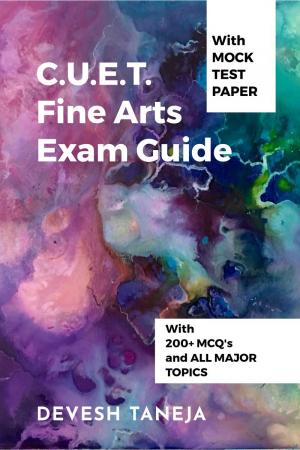 With
MOCK
TEST
PAPER
C.U.E.T.
Fine Arts
Exam Guide
With
200+ MCQ's
and ALL MAJOR
TOPICS
DEVESH TANEJA